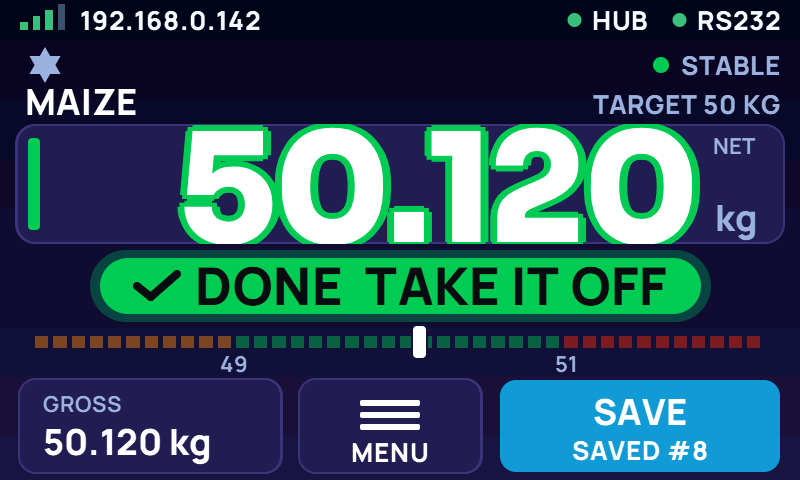 192.168.0.142
HUB
RS232
STABLE
MAIZE
TARGET 50 KG
50.120
NET
kg
DONE TAKE IT OFF
49
51
GROSS
50.120 kg
MENU
SAVE
SAVED #8